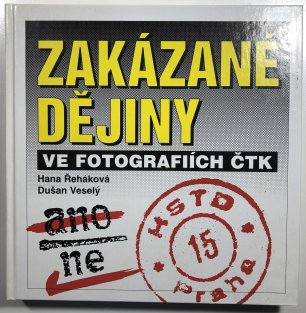 ZAKÁZANÉ
DĚJINY
VE FOTOGRAFIÍCH ČTK
Hana Řeháková
Dušan Veselý
ano
ne
HSTD
15
praha